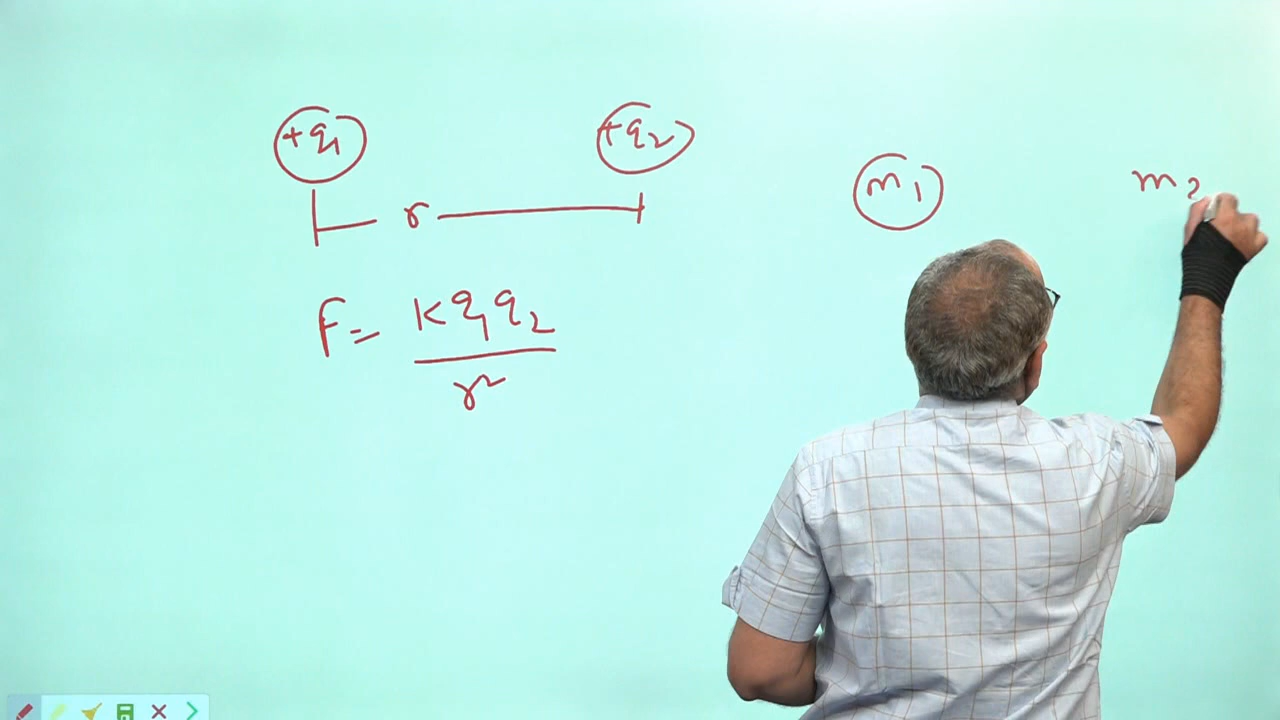 +q₁ +q₂
m₁ m₂
r
F = kq₁q₂/r²